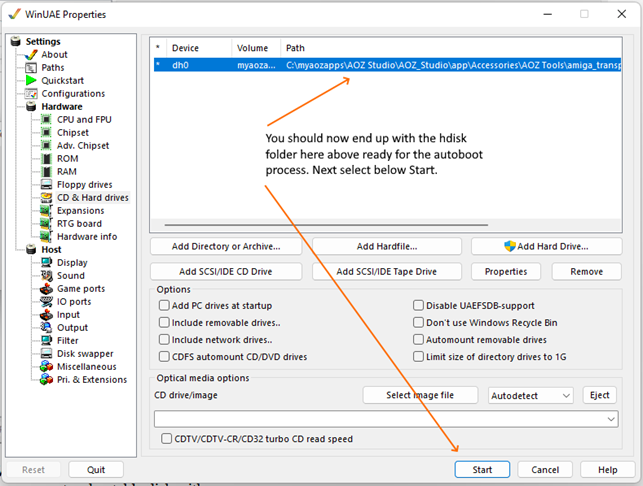 WinUAE Properties
Settings
About
Paths
Quickstart
Configurations
Hardware
CPU and FPU
Chipset
Adv. Chipset
ROM
RAM
Floppy drives
CD & Hard drives
Expansions
RTG board
Hardware info
Host
Display
Sound
Game ports
IO ports
Input
Output
Filter
Disk swapper
Miscellaneous
Pri. & Extensions
* Device Volume Path
* dh0 myaoza... C:\myaozapps\AOZ Studio\AOZ_Studio\app\Accessories\AOZ Tools\amiga_transp
You should now end up with the hdisk
folder here above ready for the autoboot
process. Next select below Start.
Add Directory or Archive... Add Hardfile... Add Hard Drive...
Add SCSI/IDE CD Drive Add SCSI/IDE Tape Drive Properties Remove
Options
Add PC drives at startup Disable UAEFSDB-support
Include removable drives.. Don't use Windows Recycle Bin
Include network drives.. Automount removable drives
CDFS automount CD/DVD drives Limit size of directory drives to 1G
Optical media options
CD drive/image Select image file Autodetect Eject
CDTV/CDTV-CR/CD32 turbo CD read speed
Reset Quit Start Cancel Help